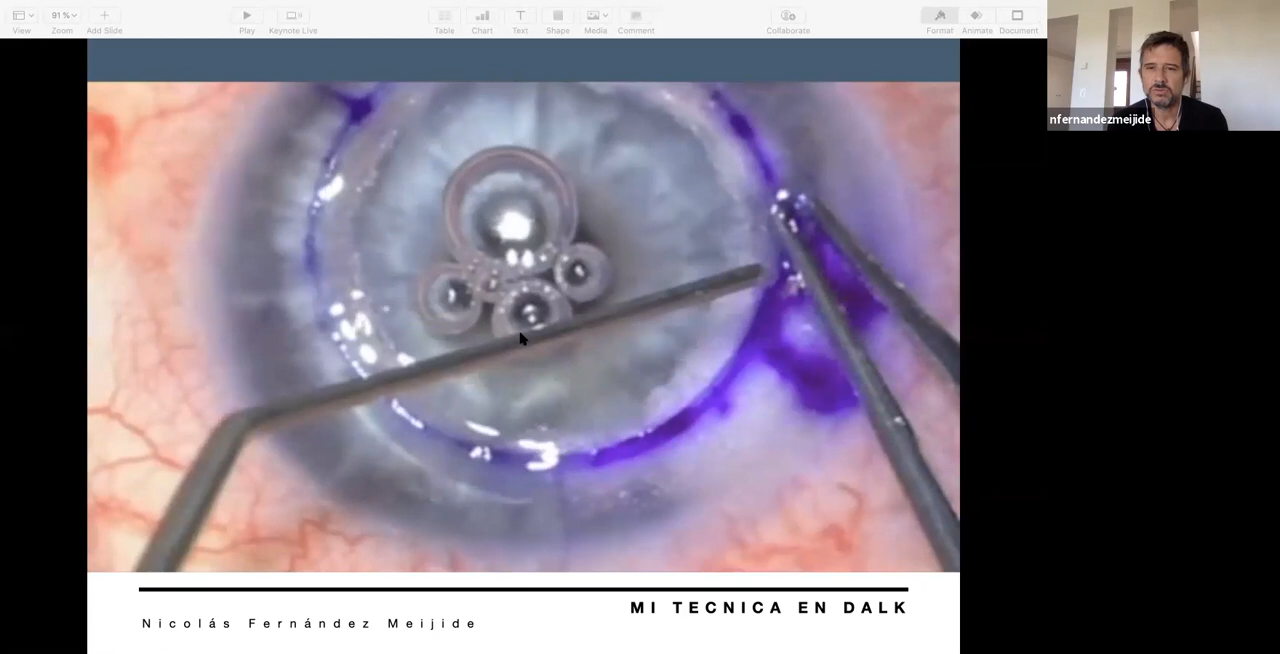 View
Zoom
Add Slide
Play
Keynote Live
Table
Chart
Text
Shape
Media
Comment
Collaborate
Format
Animate
Document
91 %
nfernandezmeijide
MI TECNICA EN DALK
Nicolás Fernández Meijide